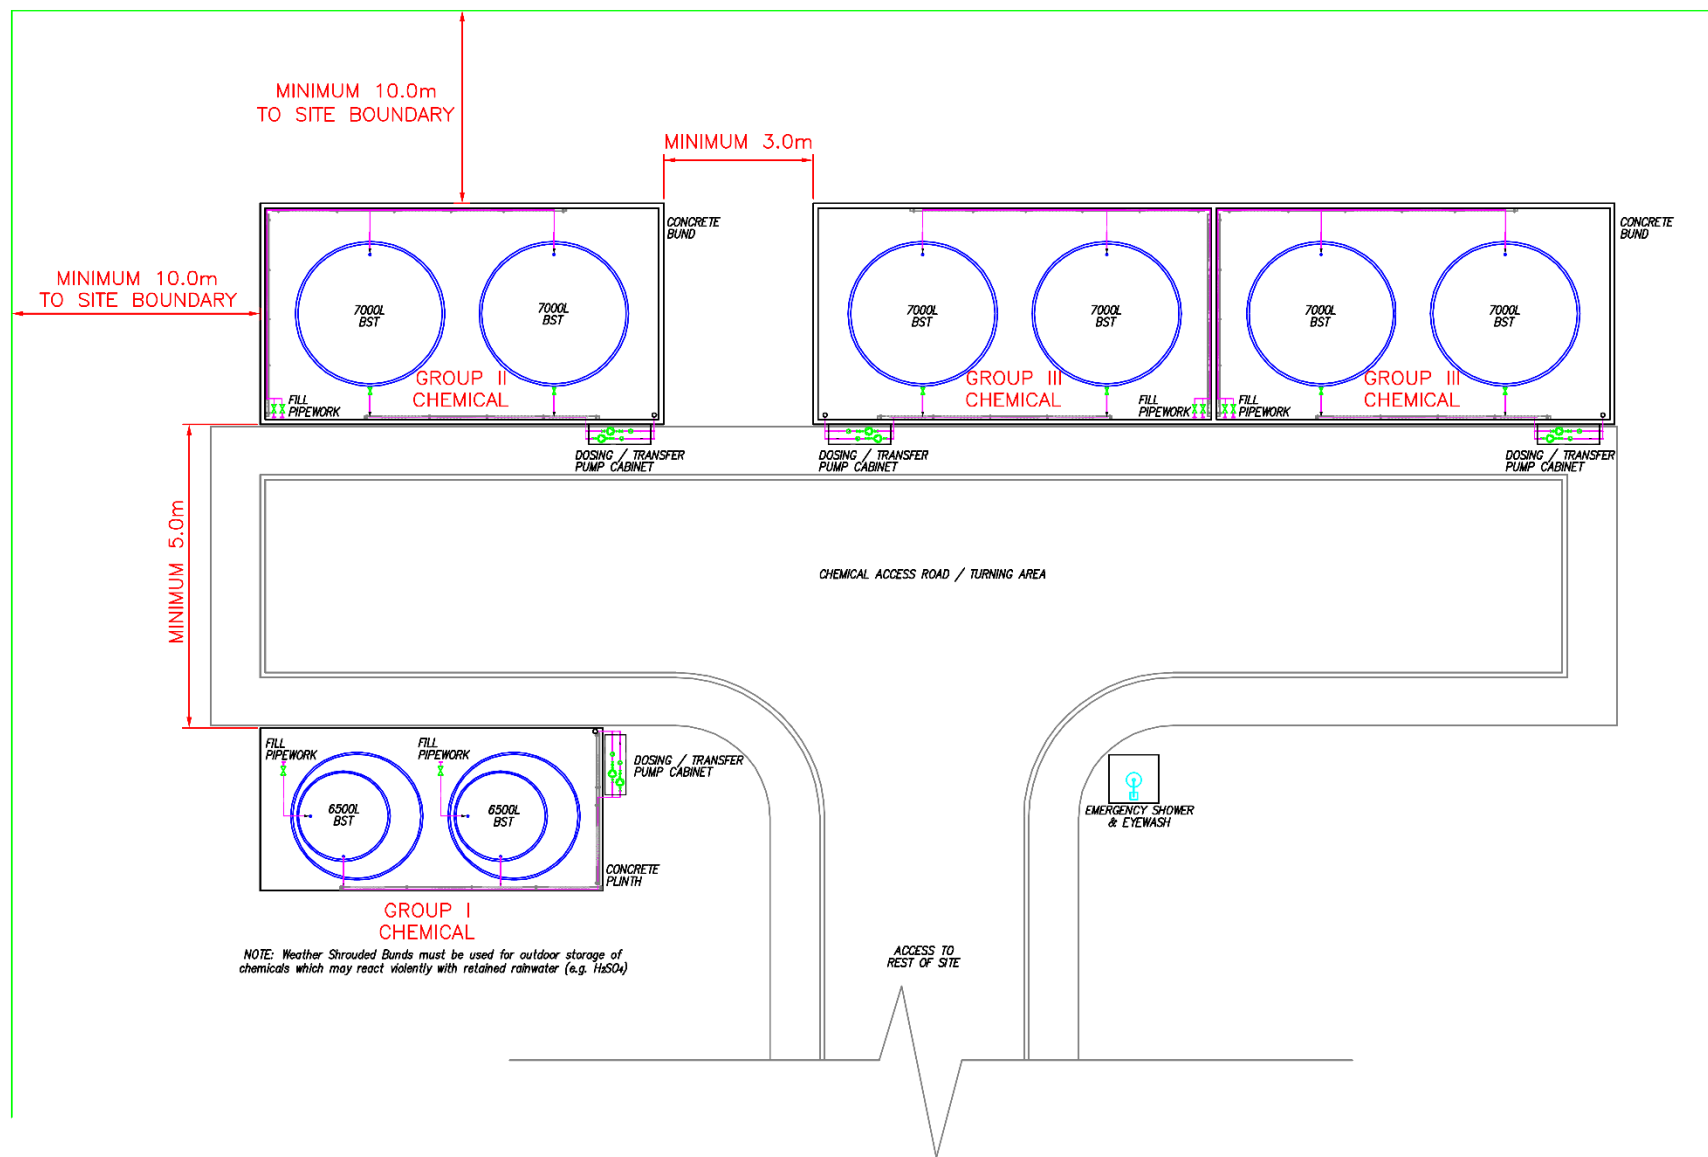 MINIMUM 10.0m
TO SITE BOUNDARY
MINIMUM 3.0m
CONCRETE
BUND
CONCRETE
BUND
MINIMUM 10.0m
TO SITE BOUNDARY
7000L
BST
7000L
BST
7000L
BST
7000L
BST
7000L
BST
7000L
BST
GROUP II
CHEMICAL
GROUP III
CHEMICAL
GROUP III
CHEMICAL
FILL
PIPEWORK
FILL
PIPEWORK
FILL
PIPEWORK
DOSING / TRANSFER
PUMP CABINET
DOSING / TRANSFER
PUMP CABINET
DOSING / TRANSFER
PUMP CABINET
MINIMUM 5.0m
CHEMICAL ACCESS ROAD / TURNING AREA
FILL
PIPEWORK
FILL
PIPEWORK
DOSING / TRANSFER
PUMP CABINET
6500L
BST
6500L
BST
EMERGENCY SHOWER
& EYEWASH
CONCRETE
PLINTH
GROUP I
CHEMICAL
NOTE: Weather Shrouded Bunds must be used for outdoor storage of
chemicals which may react violently with retained rainwater (e.g. H₂SO₄)
ACCESS TO
REST OF SITE